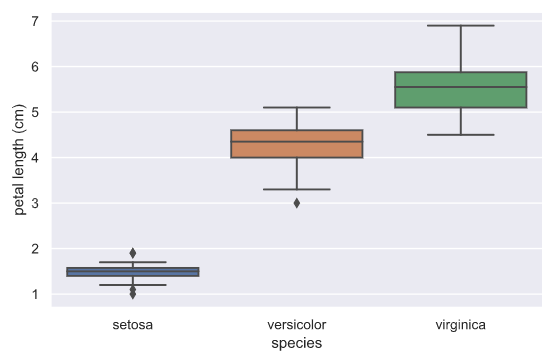 7
6
5
4
3
2
1
petal length (cm)
setosa versicolor virginica
species